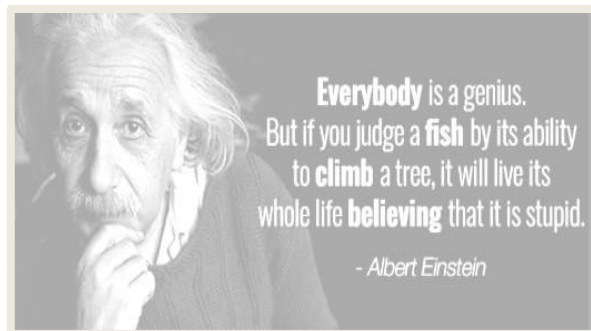 Everybody is a genius.
But if you judge a fish by its ability
to climb a tree, it will live its
whole life believing that it is stupid.
- Albert Einstein